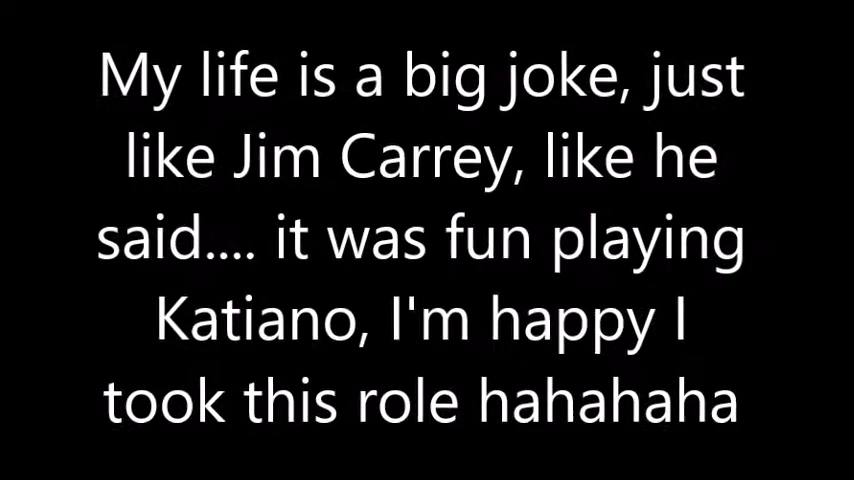 My life is a big joke, just
like Jim Carrey, like he
said.... it was fun playing
Katiano, I'm happy I
took this role hahahaha